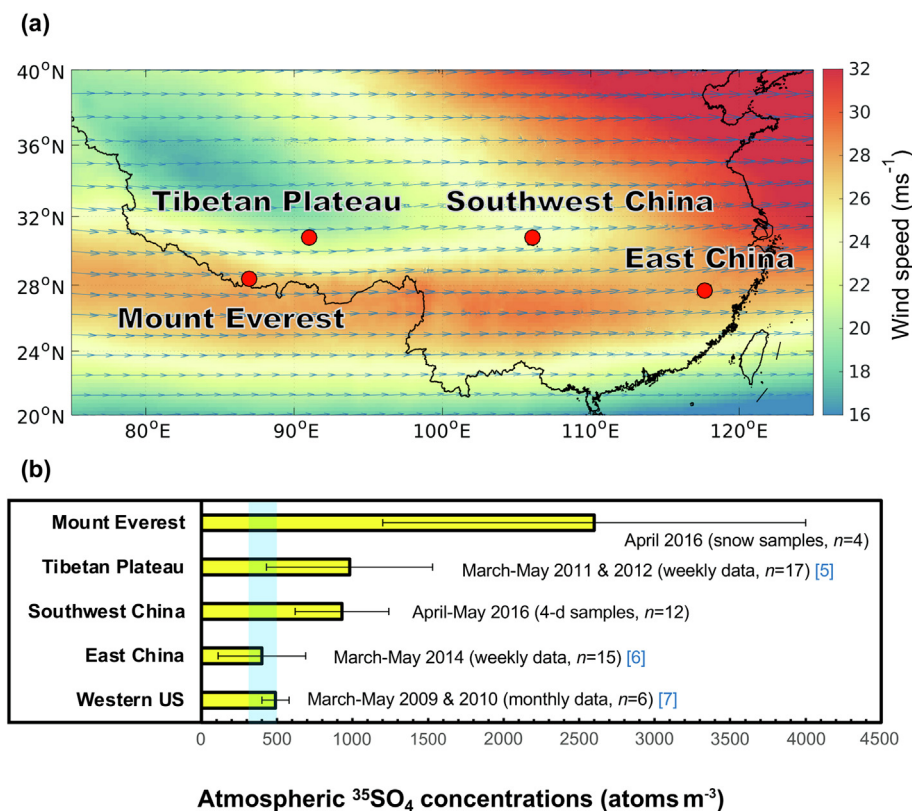 (a)
40°N
36°N
32°N
28°N
24°N
20°N
80°E
90°E
100°E
110°E
120°E
Tibetan Plateau
Southwest China
East China
Mount Everest
32
30
28
26
24
22
20
18
16
Wind speed (ms⁻¹)
(b)
Mount Everest
April 2016 (snow samples, n=4)
Tibetan Plateau
March-May 2011 & 2012 (weekly data, n=17) [5]
Southwest China
April-May 2016 (4-d samples, n=12)
East China
March-May 2014 (weekly data, n=15) [6]
Western US
March-May 2009 & 2010 (monthly data, n=6) [7]
0 500 1000 1500 2000 2500 3000 3500 4000 4500
Atmospheric ³⁵SO₄ concentrations (atoms m⁻³)